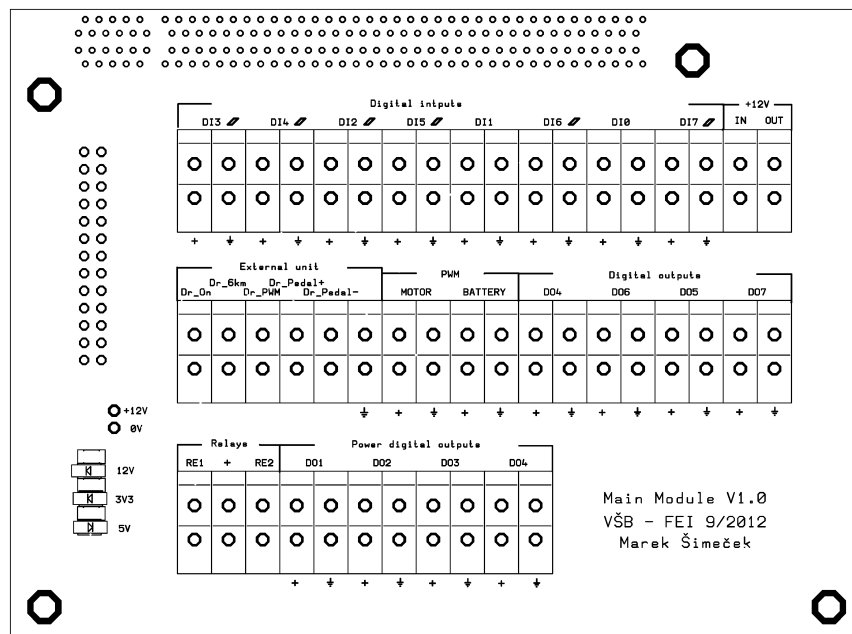 Digital intputs +12V
DI3 DI4 DI2 DI5 DI1 DI6 DI0 DI7 IN OUT
+ + + + + + + +
External unit PWM Digital outputs
Dr_6km Dr_Pedal+
Dr_On Dr_PWM Dr_Pedal- MOTOR BATTERY DO4 DO6 DO5 DO7
+ + + + + +
+12V
0V
Relays Power digital outputs
RE1 + RE2 DO1 DO2 DO3 DO4
12V
3V3
5V
Main Module V1.0
VŠB - FEI 9/2012
Marek Šimeček
+ + + +